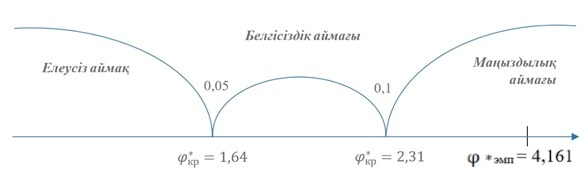 Белгісіздік аймағы
Елеусіз аймақ
Маңыздылық
аймағы
0,05
0,1
φ*кр = 1,64
φ*кр = 2,31
φ *эмп = 4,161